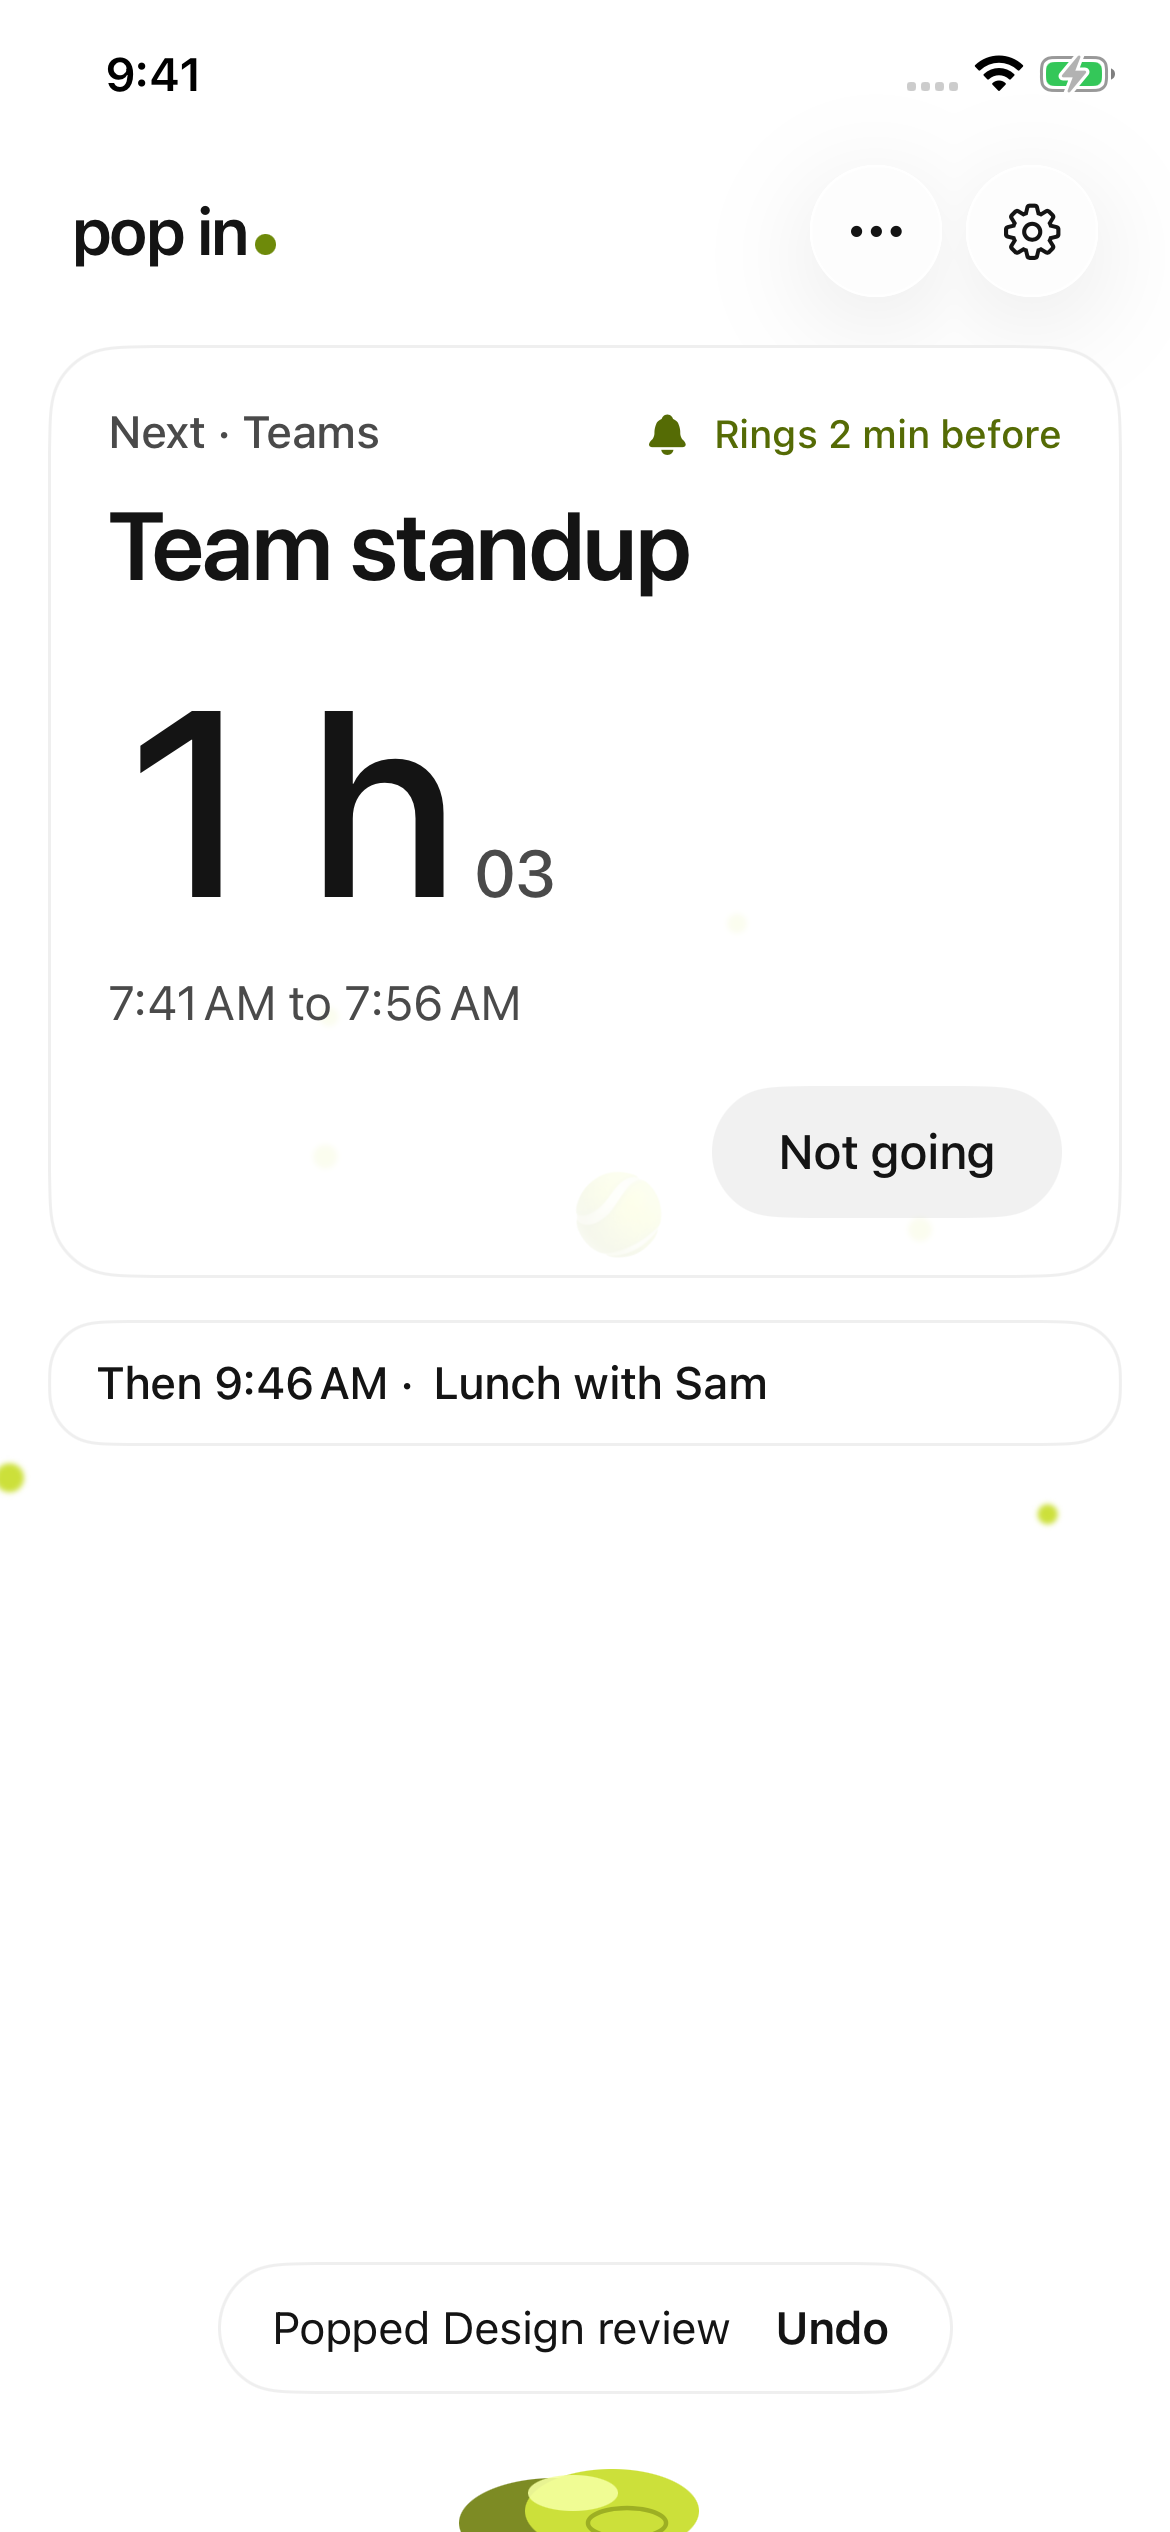 9:41
pop in.
Next · Teams
Rings 2 min before
Team standup
1 h 03
7:41 AM to 7:56 AM
Not going
Then 9:46 AM · Lunch with Sam
Popped Design review Undo